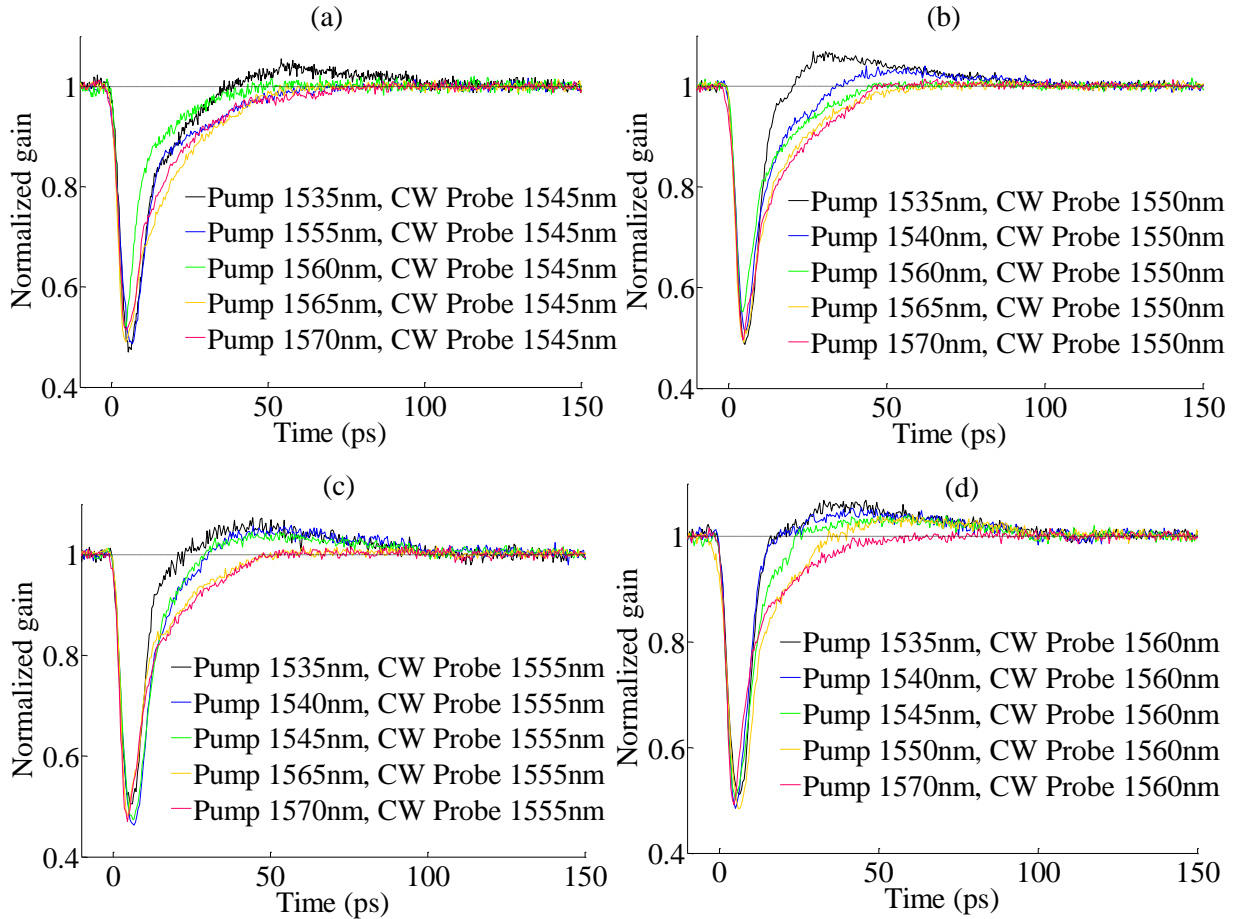 (a)
Normalized gain
1
0.8
0.6
0.4
Pump 1535nm, CW Probe 1545nm
Pump 1555nm, CW Probe 1545nm
Pump 1560nm, CW Probe 1545nm
Pump 1565nm, CW Probe 1545nm
Pump 1570nm, CW Probe 1545nm
0 50 100 150
Time (ps)
(b)
Normalized gain
1
0.8
0.6
0.4
Pump 1535nm, CW Probe 1550nm
Pump 1540nm, CW Probe 1550nm
Pump 1560nm, CW Probe 1550nm
Pump 1565nm, CW Probe 1550nm
Pump 1570nm, CW Probe 1550nm
0 50 100 150
Time (ps)
(c)
Normalized gain
1
0.8
0.6
0.4
Pump 1535nm, CW Probe 1555nm
Pump 1540nm, CW Probe 1555nm
Pump 1545nm, CW Probe 1555nm
Pump 1565nm, CW Probe 1555nm
Pump 1570nm, CW Probe 1555nm
0 50 100 150
Time (ps)
(d)
Normalized gain
1
0.8
0.6
0.4
Pump 1535nm, CW Probe 1560nm
Pump 1540nm, CW Probe 1560nm
Pump 1545nm, CW Probe 1560nm
Pump 1550nm, CW Probe 1560nm
Pump 1570nm, CW Probe 1560nm
0 50 100 150
Time (ps)